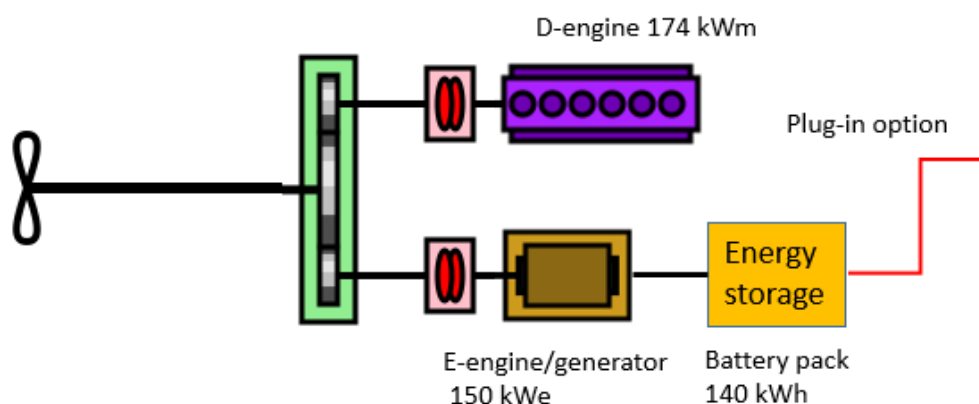 D-engine 174 kWm
Plug-in option
Energy
storage
E-engine/generator
150 kWe
Battery pack
140 kWh